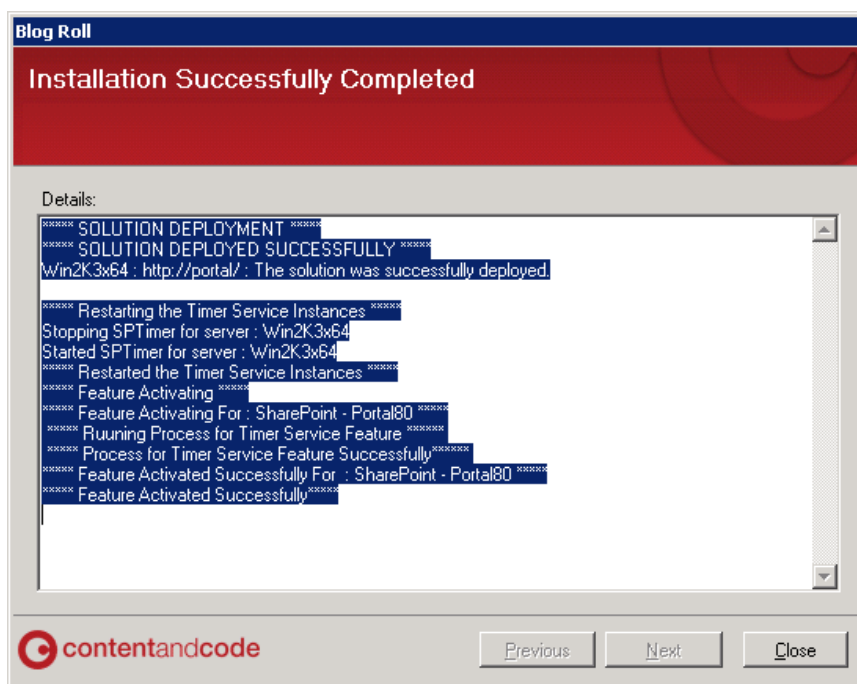 Blog Roll
Installation Successfully Completed
Details:
***** SOLUTION DEPLOYMENT *****
***** SOLUTION DEPLOYED SUCCESSFULLY *****
Win2K3x64 : http://portal/ : The solution was successfully deployed.
***** Restarting the Timer Service Instances *****
Stopping SPTimer for server : Win2K3x64
Started SPTimer for server : Win2K3x64
***** Restarted the Timer Service Instances *****
***** Feature Activating *****
***** Feature Activating For : SharePoint - Portal80 *****
***** Ruuning Process for Timer Service Feature ******
***** Process for Timer Service Feature Successfully******
***** Feature Activated Successfully For  : SharePoint - Portal80 *****
***** Feature Activated Successfully*****
contentandcode
Previous
Next
Close